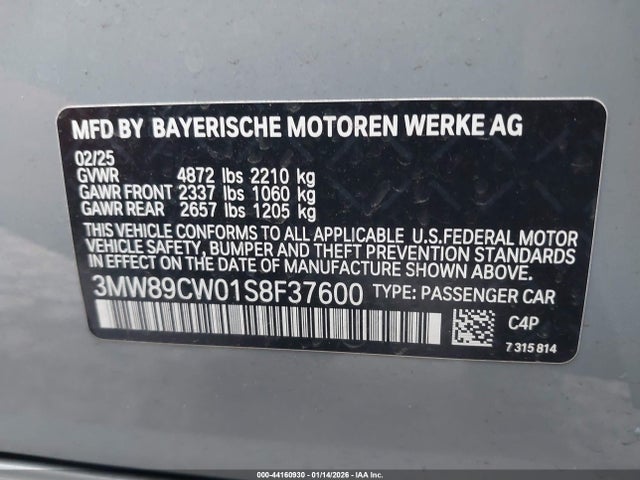 MFD BY BAYERISCHE MOTOREN WERKE AG
02/25
GVWR 4872 lbs 2210 kg
GAWR FRONT 2337 lbs 1060 kg
GAWR REAR 2657 lbs 1205 kg
THIS VEHICLE CONFORMS TO ALL APPLICABLE U.S.FEDERAL MOTOR
VEHICLE SAFETY, BUMPER AND THEFT PREVENTION STANDARDS
IN EFFECT ON THE DATE OF MANUFACTURE SHOWN ABOVE.
3MW89CW01S8F37600 TYPE: PASSENGER CAR
C4P
7 315 814
000-44160930 - 01/14/2026 - IAA Inc.